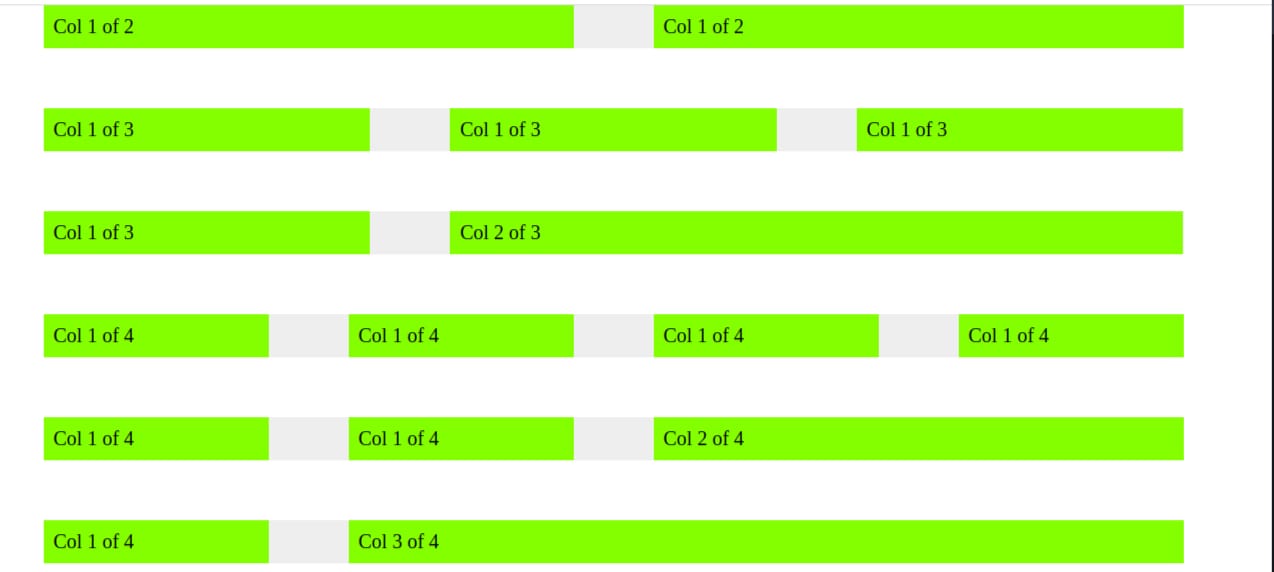 Col 1 of 2 Col 1 of 2
Col 1 of 3 Col 1 of 3 Col 1 of 3
Col 1 of 3 Col 2 of 3
Col 1 of 4 Col 1 of 4 Col 1 of 4 Col 1 of 4
Col 1 of 4 Col 1 of 4 Col 2 of 4
Col 1 of 4 Col 3 of 4